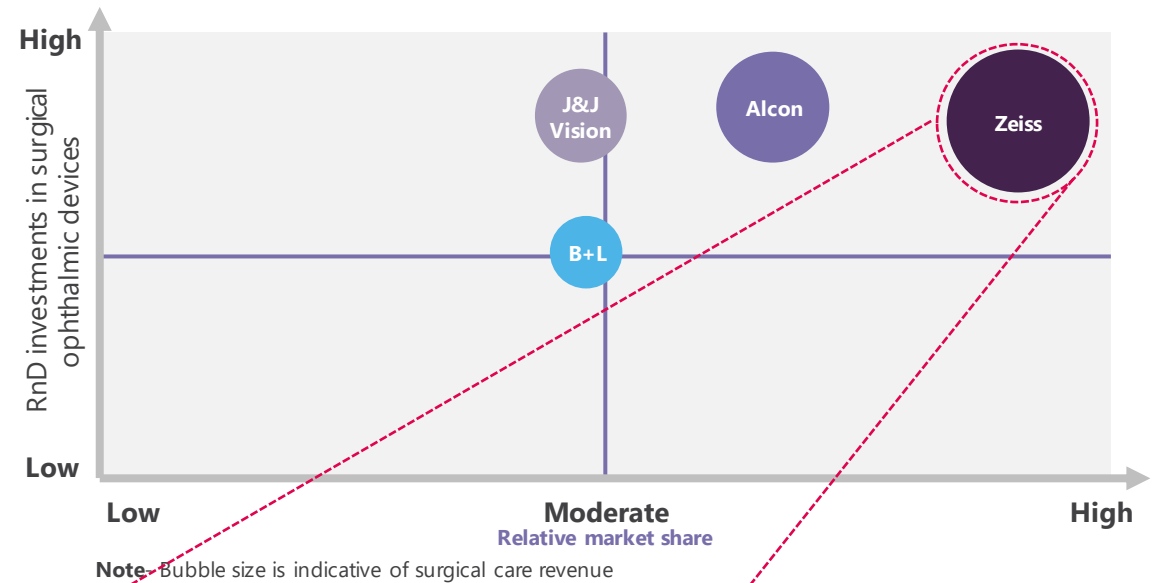 High
RnD investments in surgical
ophthalmic devices
J&J
Vision
Alcon
Zeiss
B+L
Low
Low
Moderate
High
Relative market share
Note- Bubble size is indicative of surgical care revenue